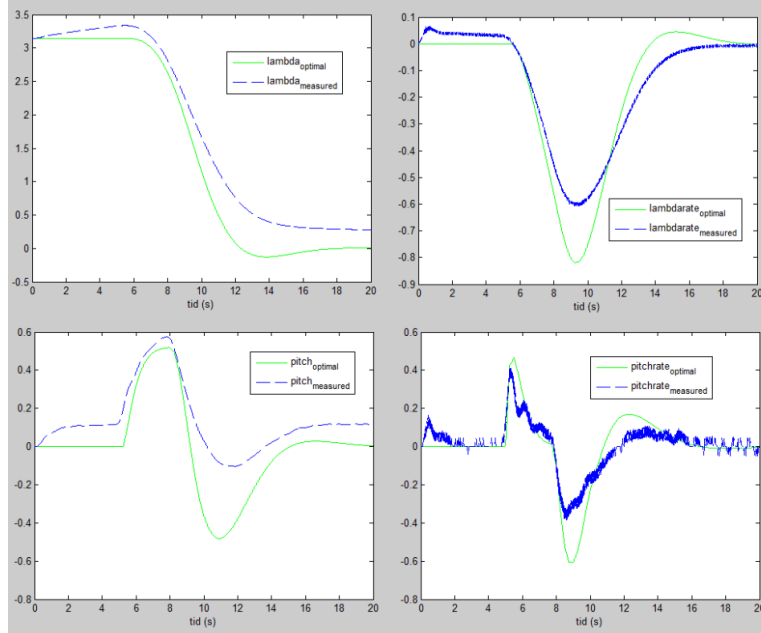 3.5
3
2.5
2
1.5
1
0.5
0
-0.5
lambda_optimal
lambda_measured
0 2 4 6 8 10 12 14 16 18 20
tid (s)
0.1
0
-0.1
-0.2
-0.3
-0.4
-0.5
-0.6
-0.7
-0.8
-0.9
lambdarate_optimal
lambdarate_measured
0 2 4 6 8 10 12 14 16 18 20
tid (s)
0.6
0.4
0.2
0
-0.2
-0.4
-0.6
-0.8
pitch_optimal
pitch_measured
0 2 4 6 8 10 12 14 16 18 20
tid (s)
0.6
0.4
0.2
0
-0.2
-0.4
-0.6
-0.8
pitchrate_optimal
pitchrate_measured
0 2 4 6 8 10 12 14 16 18 20
tid (s)